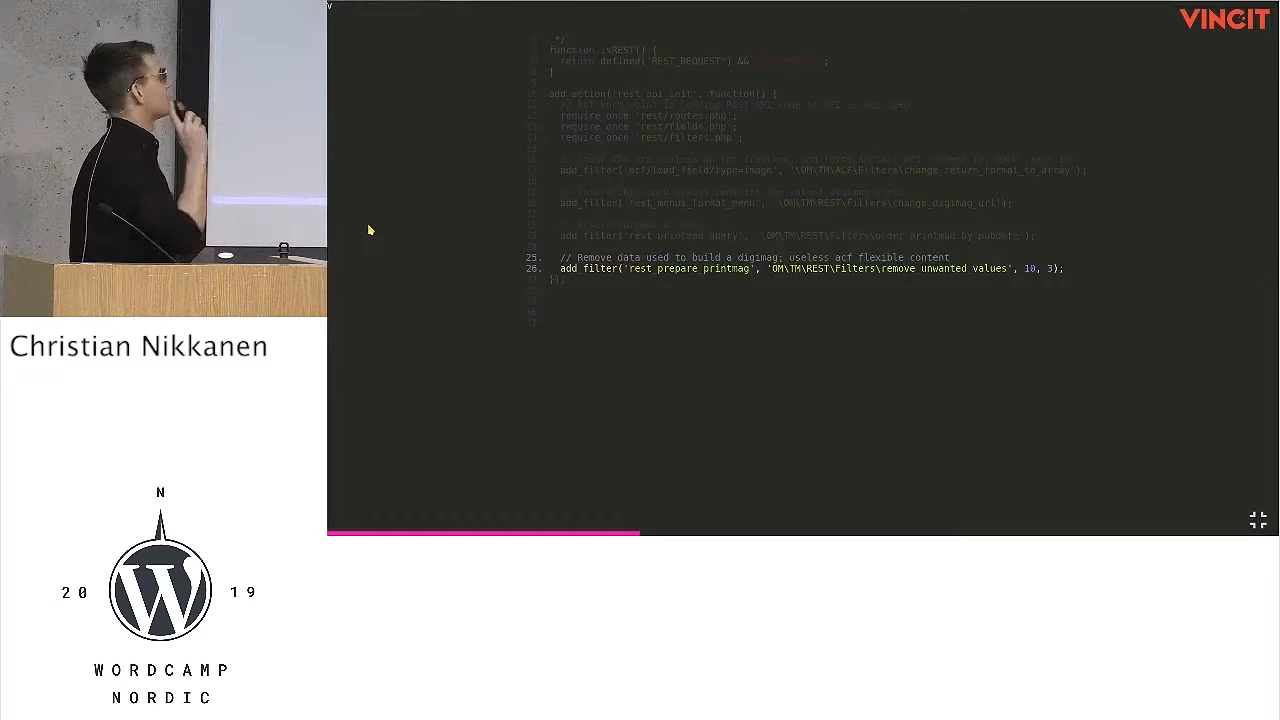 VINCIT
*/
function isREST() {
return defined('REST_REQUEST') &&
}
add_action('rest_api_init', function() {
require_once 'rest/routes.php';
require_once 'rest/fields.php';
require_once 'rest/filters.php';
add_filter('acf/load_field/type=image', '\OM\TM\ACF\Filters\change_return_format_to_array');
add_filter('rest_menus_format_menu', '\OM\TM\REST\Filters\change_digimag_url');
add_filter('rest_printmag_query', '\OM\TM\REST\Filters\order_printmag_by_pubdate');
25. // Remove data used to build a digimag; useless acf flexible content
26. add_filter('rest_prepare_printmag', 'OM\TM\REST\Filters\remove_unwanted_values', 10, 3);
});
Christian Nikkanen
N
20 19
WORDCAMP
NORDIC